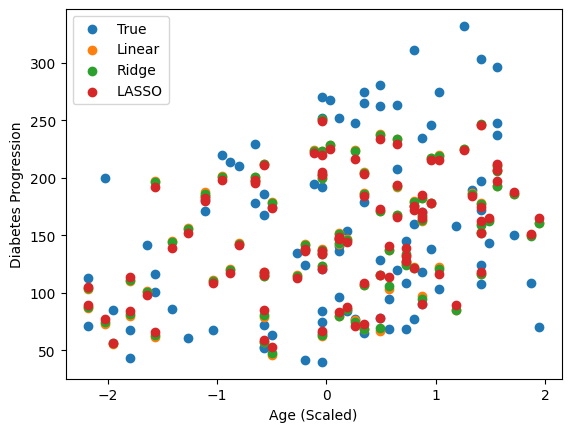 True
Linear
Ridge
LASSO
300
250
200
150
100
50
Diabetes Progression
−2
−1
0
1
2
Age (Scaled)